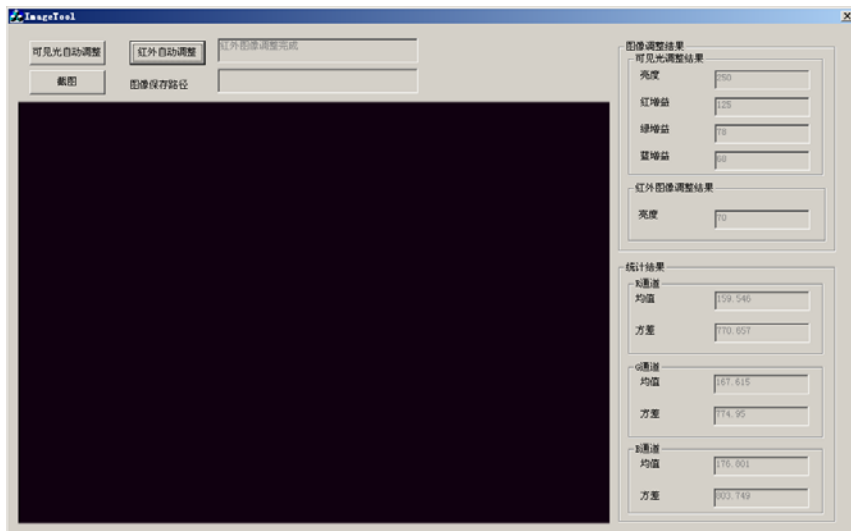 ImageTool
可见光自动调整
红外自动调整
红外图像调整完成
截图
图像保存路径
图像调整结果
可见光调整结果
亮度
250
红增益
125
绿增益
78
蓝增益
68
红外图像调整结果
亮度
70
统计结果
R通道
均值
159.546
方差
770.657
G通道
均值
167.615
方差
774.95
B通道
均值
176.801
方差
803.749